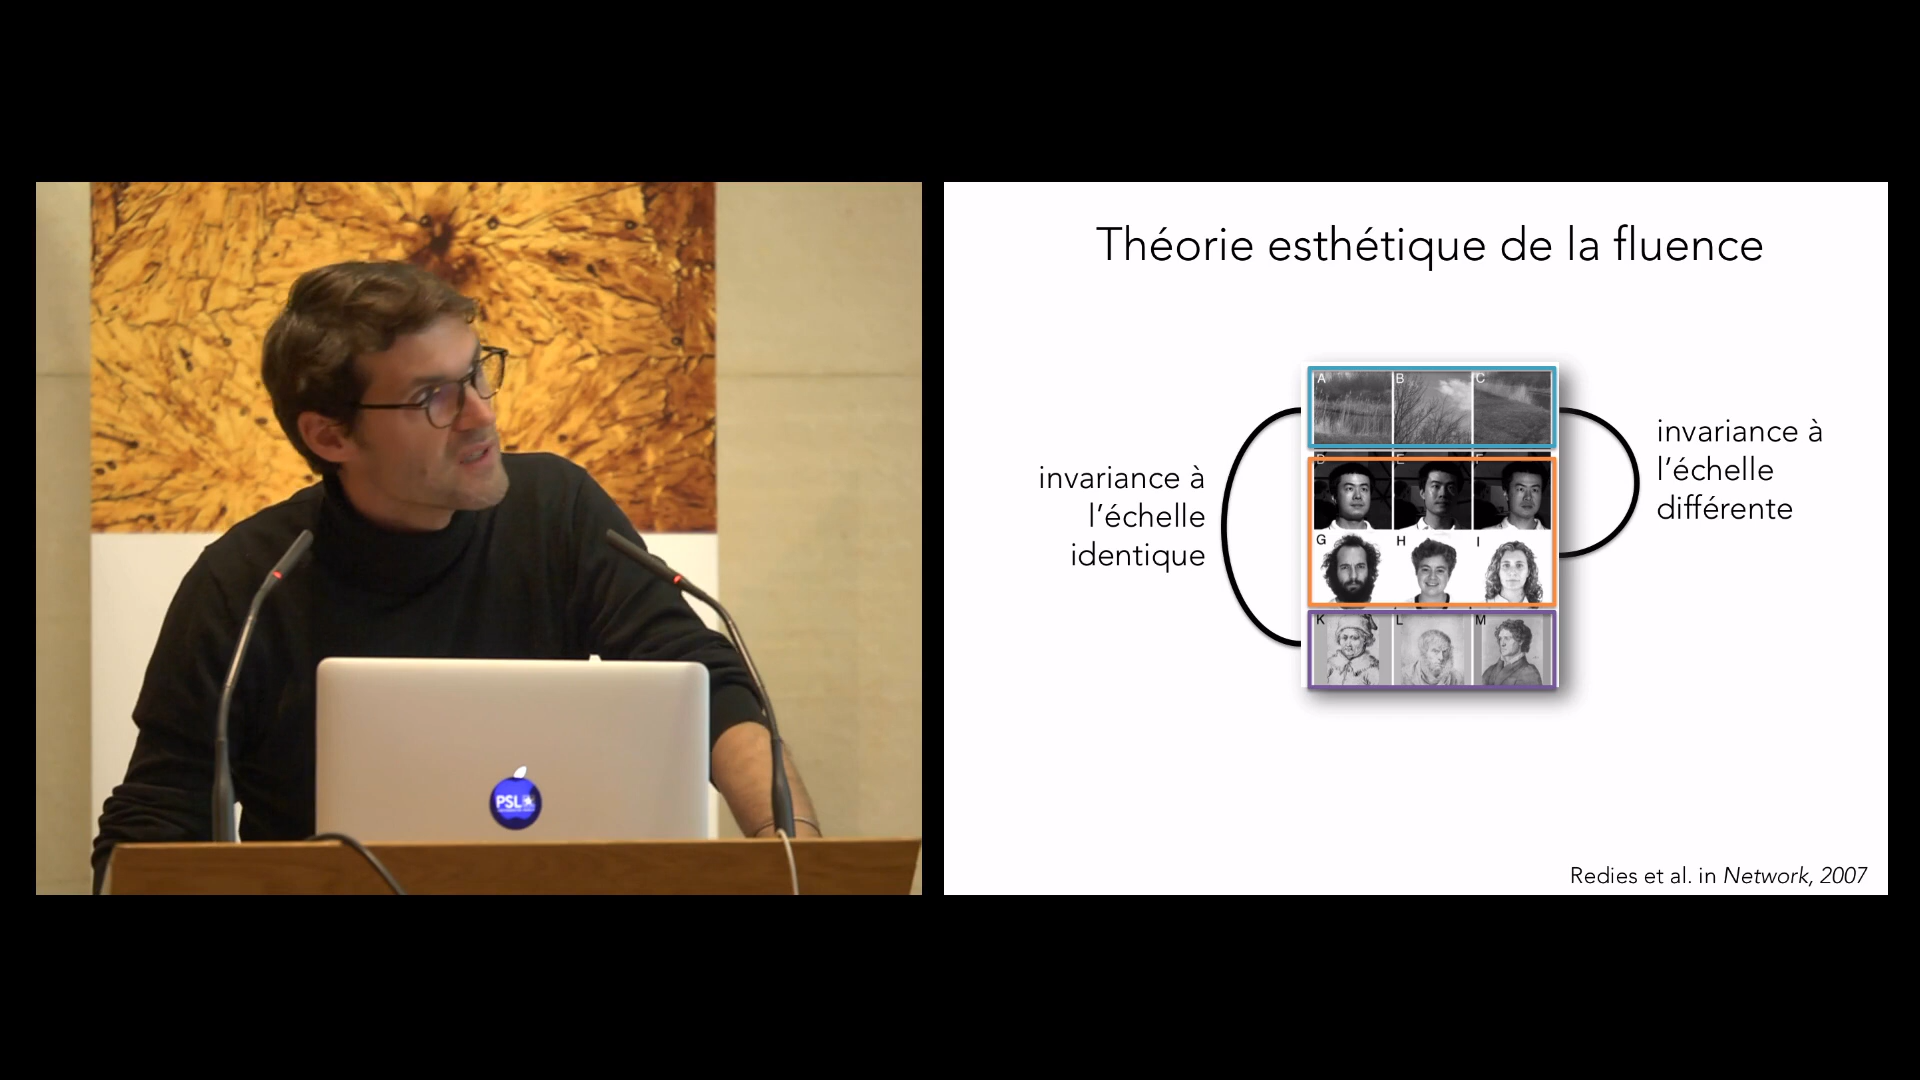 Théorie esthétique de la fluence
invariance à
l'échelle
identique
A B C
D E F
G H I
K L M
invariance à
l'échelle
différente
Redies et al. in Network, 2007
PSL★